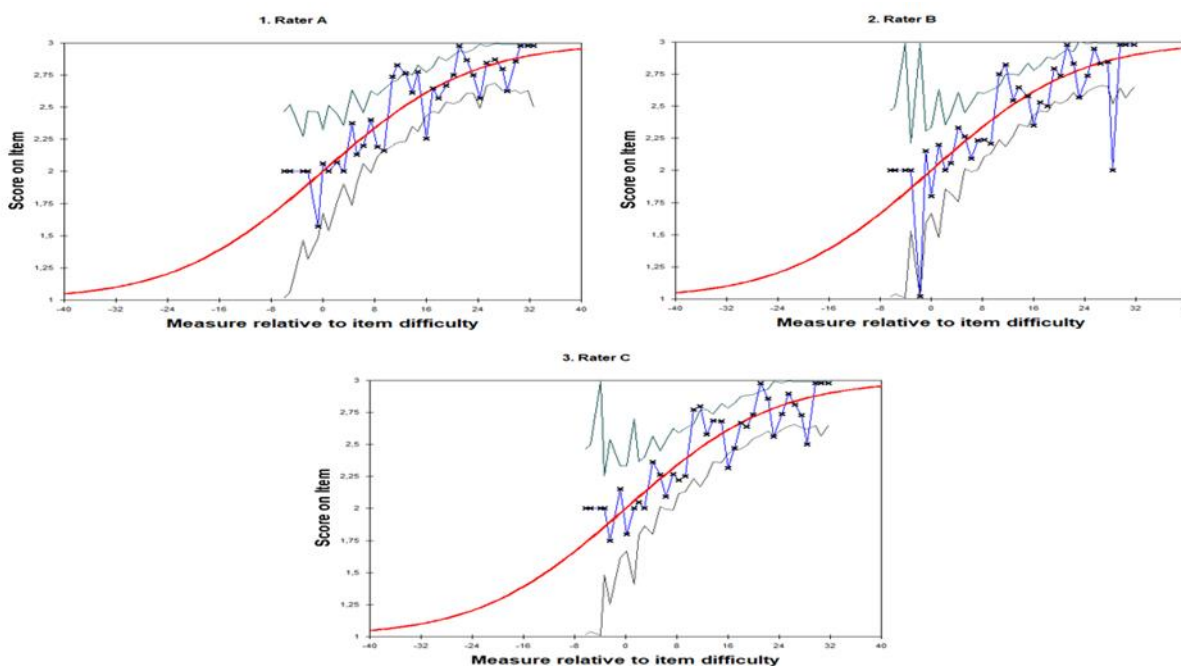 1. Rater A
3
2,75
2,5
2,25
2
1,75
1,5
1,25
1
-40 -32 -24 -16 -8 0 8 16 24 32 40
Score on Item
Measure relative to item difficulty
2. Rater B
3
2,75
2,5
2,25
2
1,75
1,5
1,25
1
-40 -32 -24 -16 -8 0 8 16 24 32
Score on Item
Measure relative to item difficulty
3. Rater C
3
2,75
2,5
2,25
2
1,75
1,5
1,25
1
-40 -32 -24 -16 -8 0 8 16 24 32 40
Score on Item
Measure relative to item difficulty